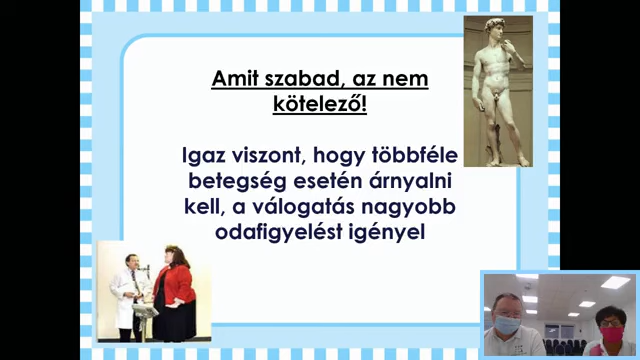 Amit szabad, az nem
kötelező!
Igaz viszont, hogy többféle
betegség esetén árnyalni
kell, a válogatás nagyobb
odafigyelést igényel